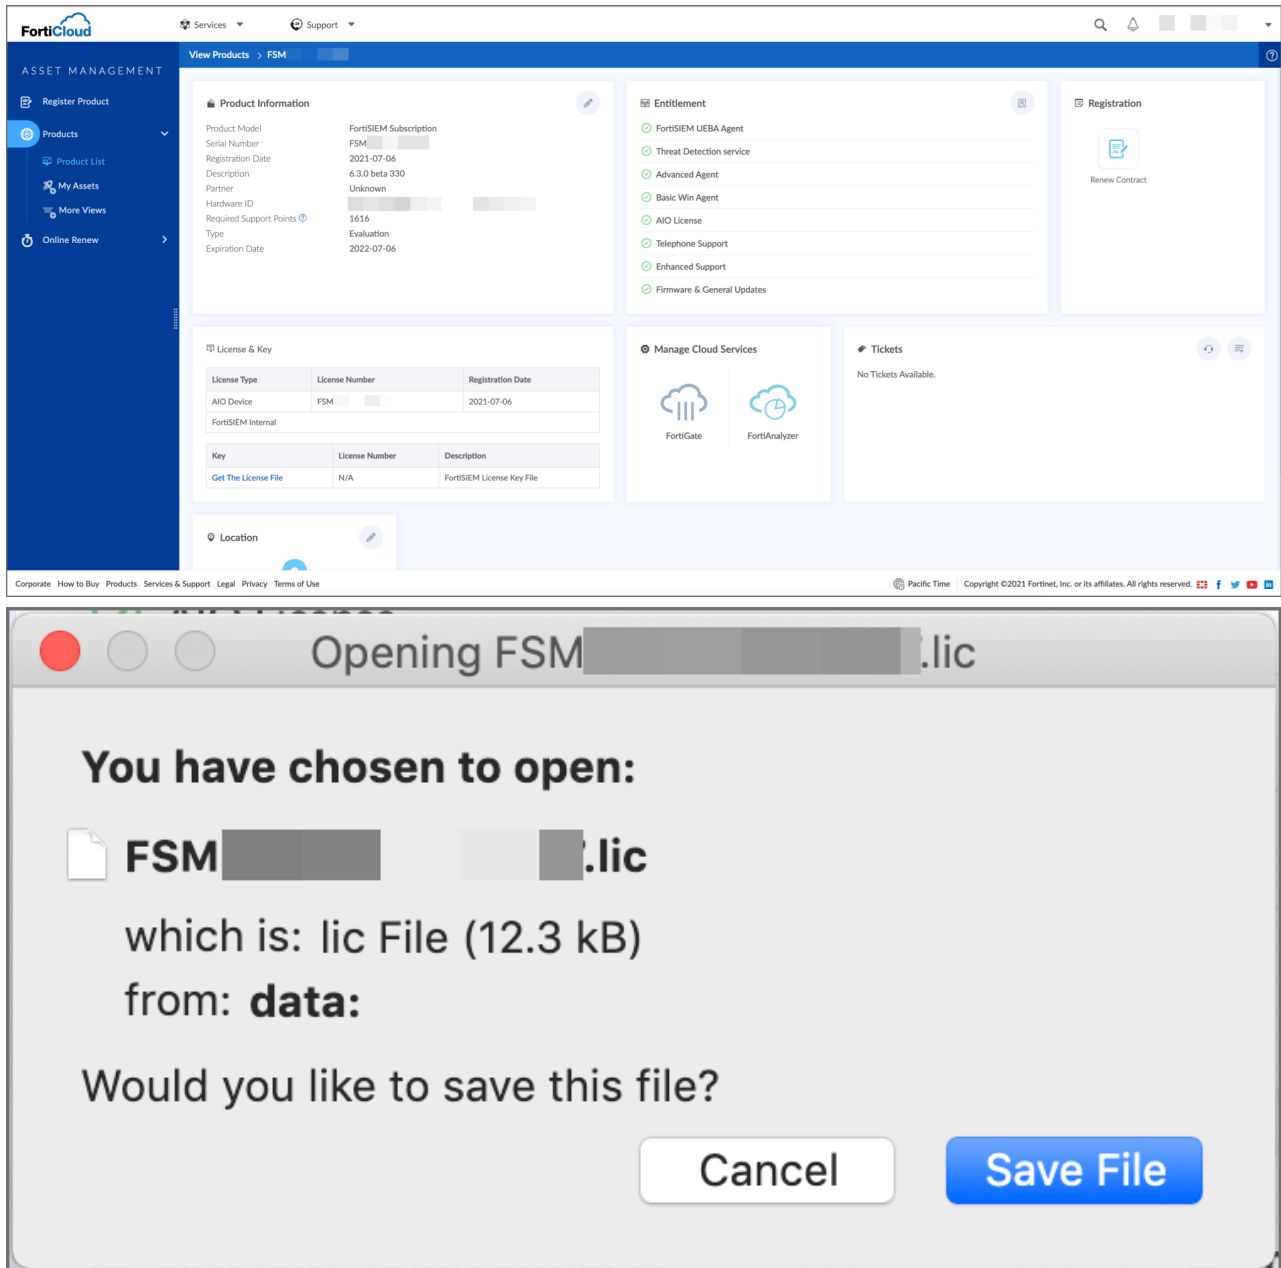 FortiCloud
Services
Support
ASSET MANAGEMENT
Register Product
Products
Product List
My Assets
More Views
Online Renew
View Products > FSM
Product Information
Product Model FortiSIEM Subscription
Serial Number FSM
Registration Date 2021-07-06
Description 6.3.0 beta 330
Partner Unknown
Hardware ID
Required Support Points 1616
Type Evaluation
Expiration Date 2022-07-06
Entitlement
FortiSIEM UEBA Agent
Threat Detection service
Advanced Agent
Basic Win Agent
AIO License
Telephone Support
Enhanced Support
Firmware & General Updates
Registration
Renew Contract
License & Key
License Type License Number Registration Date
AIO Device FSM 2021-07-06
FortiSIEM Internal
Key License Number Description
Get The License File N/A FortiSIEM License Key File
Manage Cloud Services
FortiGate
FortiAnalyzer
Tickets
No Tickets Available.
Location
Corporate How to Buy Products Services & Support Legal Privacy Terms of Use
Pacific Time Copyright ©2021 Fortinet, Inc. or its affiliates. All rights reserved.
AIO License
Opening FSM .lic
You have chosen to open:
FSM .lic
which is: lic File (12.3 kB)
from: data:
Would you like to save this file?
Cancel
Save File